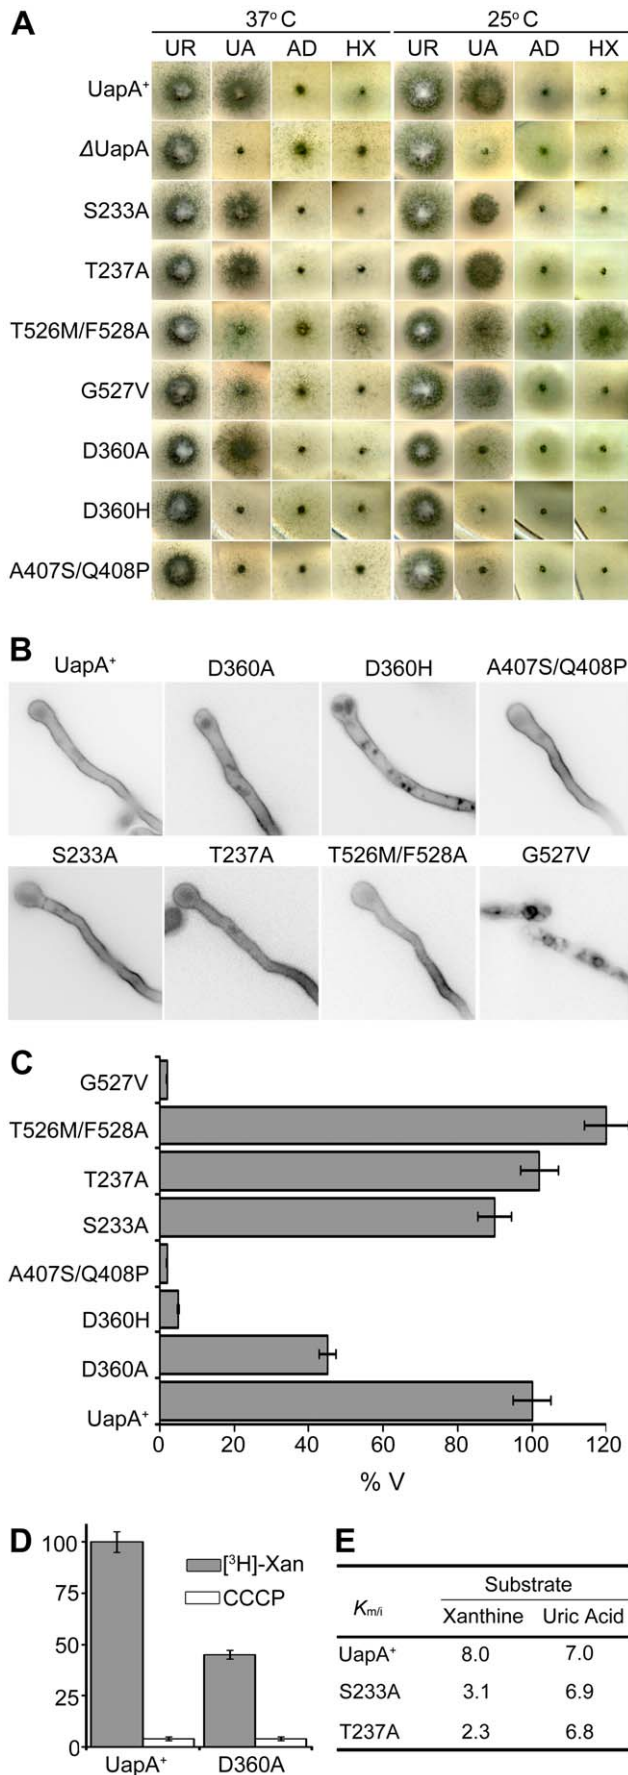 A
37° C 25° C
UR UA AD HX UR UA AD HX
UapA⁺
ΔUapA
S233A
T237A
T526M/F528A
G527V
D360A
D360H
A407S/Q408P
B
UapA⁺ D360A D360H A407S/Q408P
S233A T237A T526M/F528A G527V
C
G527V
T526M/F528A
T237A
S233A
A407S/Q408P
D360H
D360A
UapA⁺
0 20 40 60 80 100 120
% V
D
100
75
50
25
0
[³H]-Xan
CCCP
UapA⁺ D360A
E
Substrate
Km/i Xanthine Uric Acid
UapA⁺ 8.0 7.0
S233A 3.1 6.9
T237A 2.3 6.8